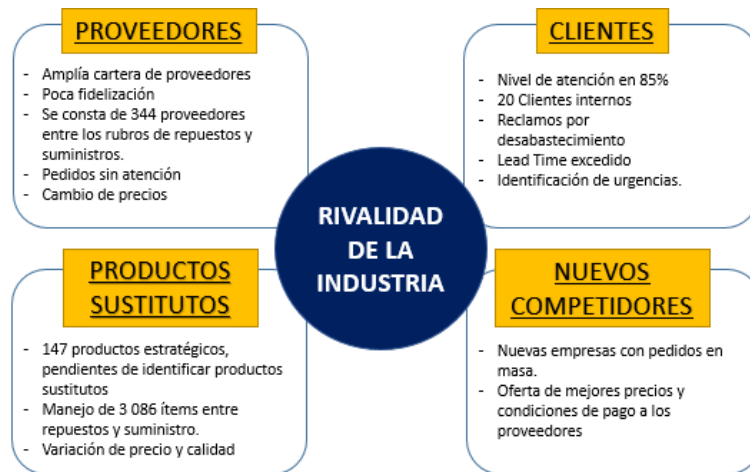 PROVEEDORES
- Amplía cartera de proveedores
- Poca fidelización
- Se consta de 344 proveedores
entre los rubros de repuestos y
suministros.
- Pedidos sin atención
- Cambio de precios
CLIENTES
- Nivel de atención en 85%
- 20 Clientes internos
- Reclamos por
desabastecimiento
- Lead Time excedido
- Identificación de urgencias.
RIVALIDAD
DE LA
INDUSTRIA
PRODUCTOS
SUSTITUTOS
- 147 productos estratégicos,
pendientes de identificar productos
sustitutos
- Manejo de 3 086 ítems entre
repuestos y suministro.
- Variación de precio y calidad
NUEVOS
COMPETIDORES
- Nuevas empresas con pedidos en
masa.
- Oferta de mejores precios y
condiciones de pago a los
proveedores